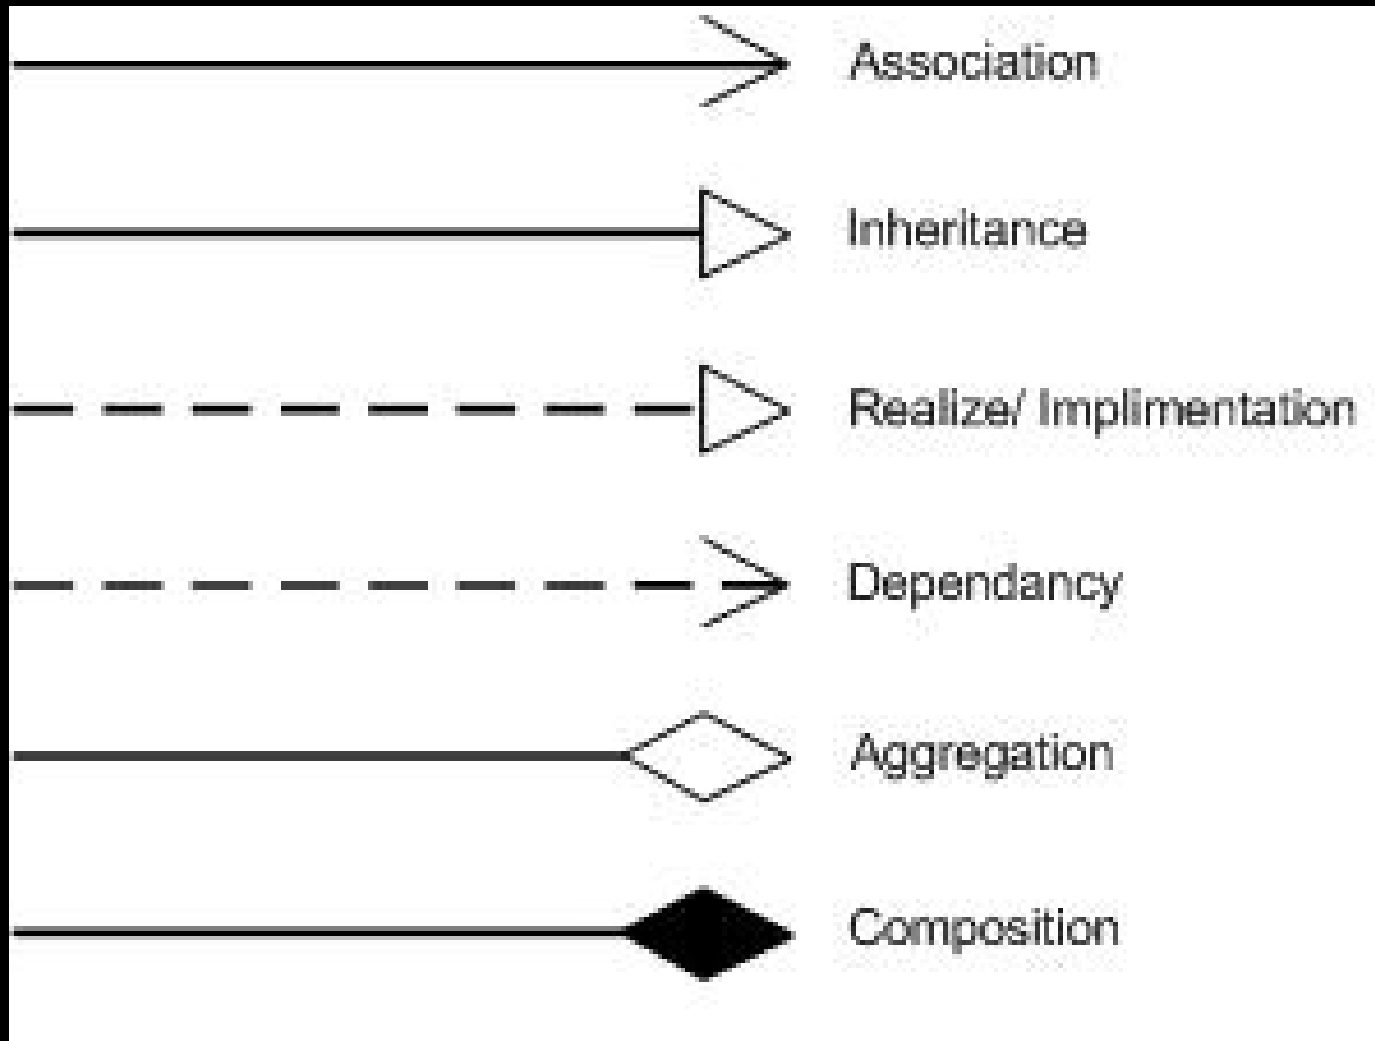 Association
Inheritance
Realize/ Implimentation
Dependancy
Aggregation
Composition